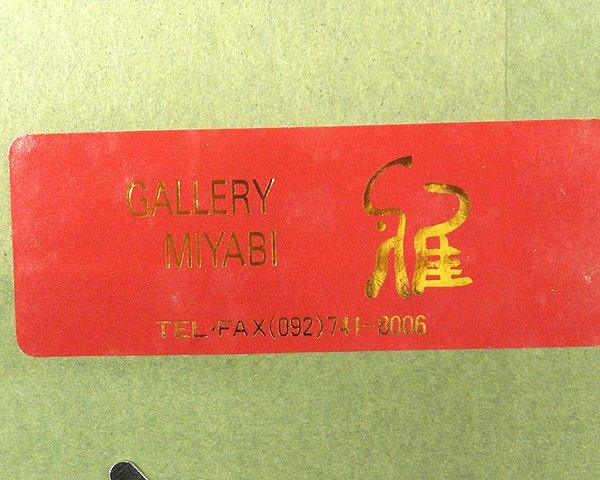 GALLERY
MIYABI
雅
TEL・FAX(092)741-8006